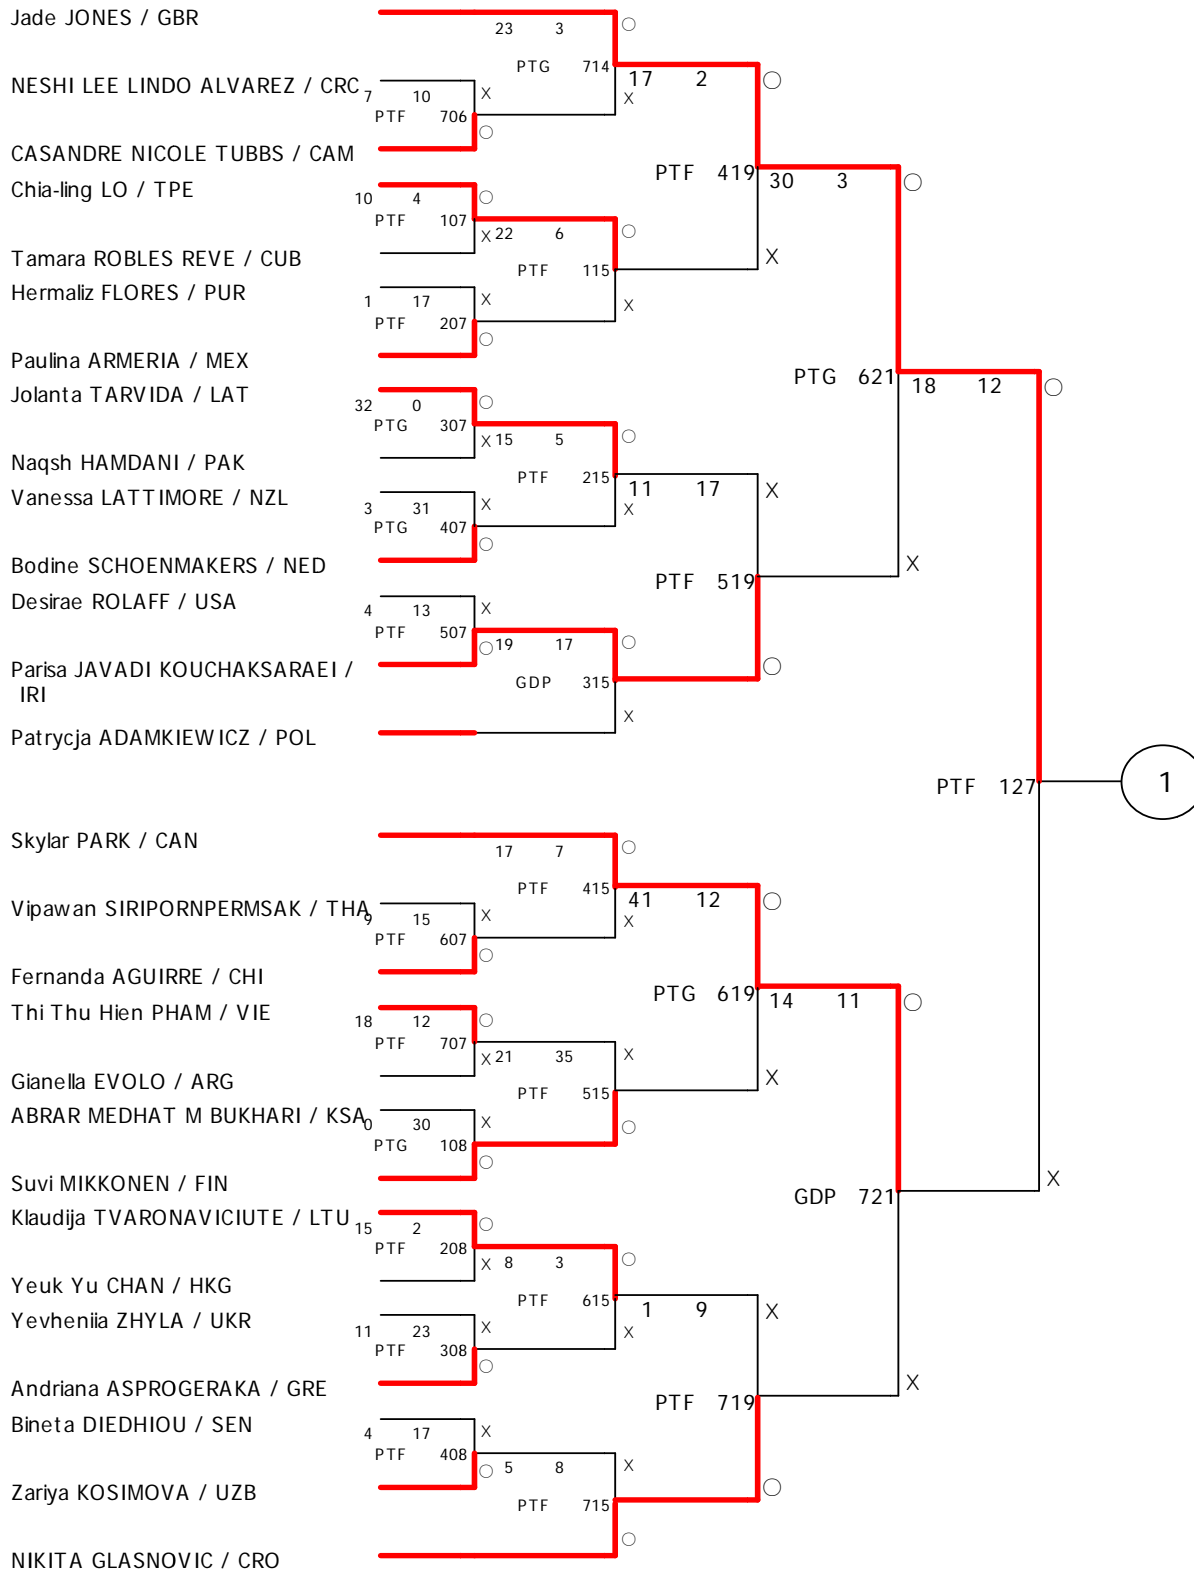 Jade JONES / GBR
23 3
PTG 714
17 2
NESHI LEE LINDO ALVAREZ / CRC
7 10
X
X
PTF 706
CASANDRE NICOLE TUBBS / CAM
PTF 419
30 3
Chia-ling LO / TPE
10 4
PTF 107
X
22 6
Tamara ROBLES REVE / CUB
PTF 115
X
Hermaliz FLORES / PUR
1 17
X
X
PTF 207
Paulina ARMERIA / MEX
PTG 621
18 12
Jolanta TARVIDA / LAT
32 0
PTG 307
X
15 5
Naqsh HAMDANI / PAK
PTF 215
11 17
X
Vanessa LATTIMORE / NZL
3 31
X
X
PTG 407
Bodine SCHOENMAKERS / NED
X
PTF 519
Desirae ROLAFF / USA
4 13
X
PTF 507
19 17
Parisa JAVADI KOUCHAKSARAEI /
IRI
GDP 315
X
Patrycja ADAMKIEWICZ / POL
PTF 127
1
Skylar PARK / CAN
17 7
PTF 415
41 12
Vipawan SIRIPORNPERMSAK / THA
9 15
X
X
PTF 607
Fernanda AGUIRRE / CHI
PTG 619
14 11
Thi Thu Hien PHAM / VIE
18 12
PTF 707
X
21 35
X
Gianella EVOLO / ARG
X
PTF 515
ABRAR MEDHAT M BUKHARI / KSA
0 30
X
PTG 108
Suvi MIKKONEN / FIN
X
GDP 721
Klaudija TVARONAVICIUTE / LTU
15 2
PTF 208
X
8 3
Yeuk Yu CHAN / HKG
PTF 615
1 9
X
Yevheniia ZHYLA / UKR
11 23
X
X
PTF 308
Andriana ASPROGERAKA / GRE
X
PTF 719
Bineta DIEDHIOU / SEN
4 17
X
PTF 408
5 8
X
Zariya KOSIMOVA / UZB
PTF 715
NIKITA GLASNOVIC / CRO